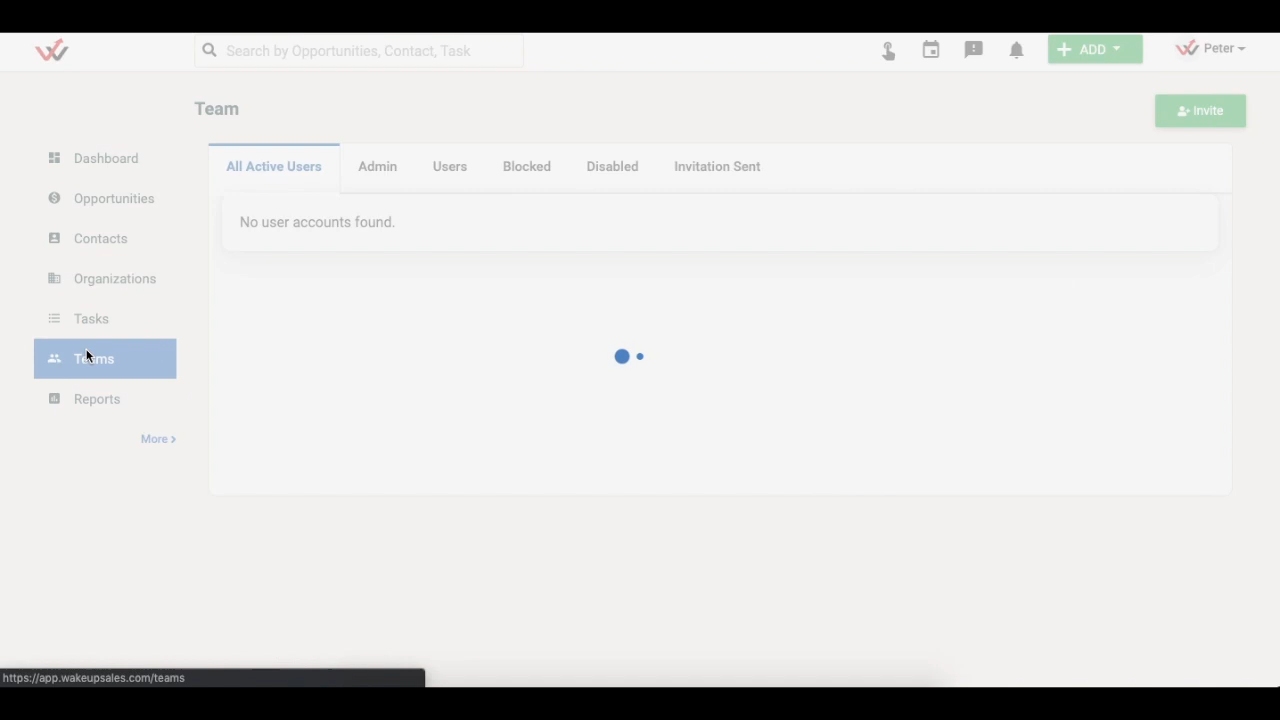 Search by Opportunities, Contact, Task
ADD
Peter
Team
Invite
Dashboard
Opportunities
Contacts
Organizations
Tasks
Teams
Reports
More
All Active Users
Admin
Users
Blocked
Disabled
Invitation Sent
No user accounts found.
https://app.wakeupsales.com/teams